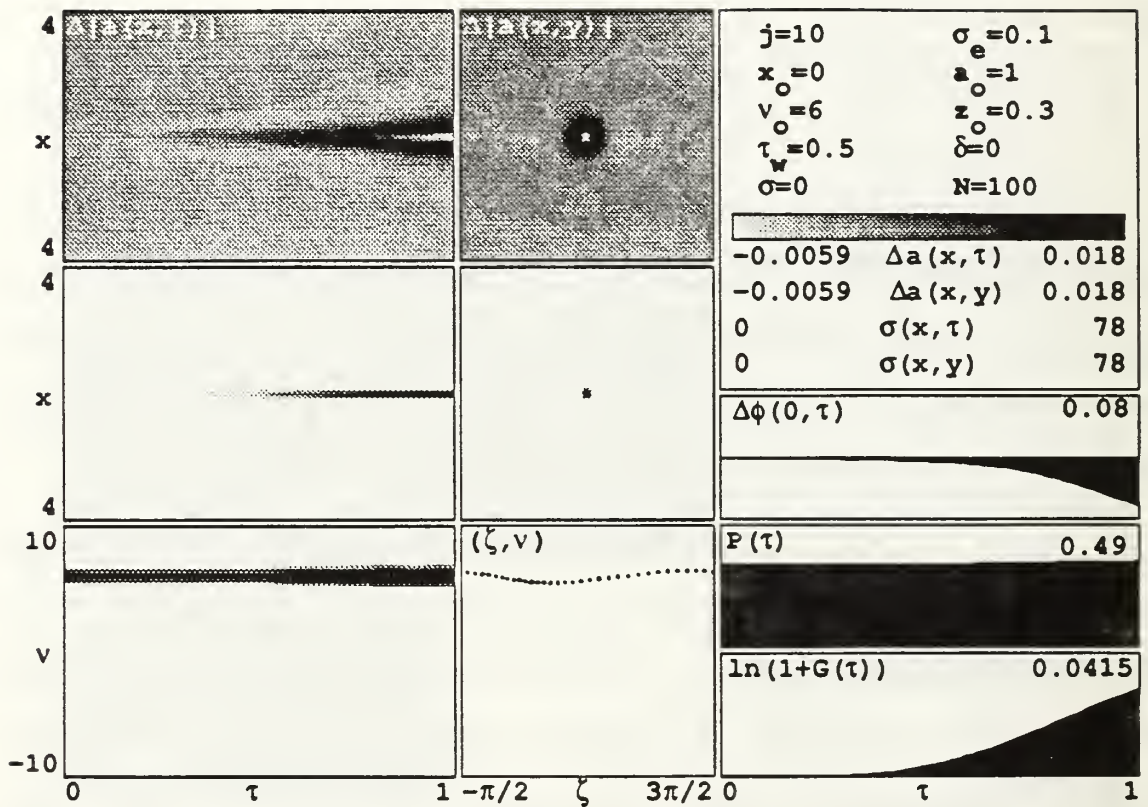 4
Δ|a(x,τ)|
x
4
Δ|a(x,y)|
j=10 σe=0.1
xo=0 ao=1
νo=6 zo=0.3
τw=0.5 δ=0
σ=0 N=100
-0.0059 Δa(x,τ) 0.018
-0.0059 Δa(x,y) 0.018
0 σ(x,τ) 78
0 σ(x,y) 78
4
x
4
Δϕ(0,τ) 0.08
10
ν
-10
(ζ,ν)
P(τ) 0.49
ln(1+G(τ)) 0.0415
0 τ 1
-π/2 ζ 3π/2
0 τ 1